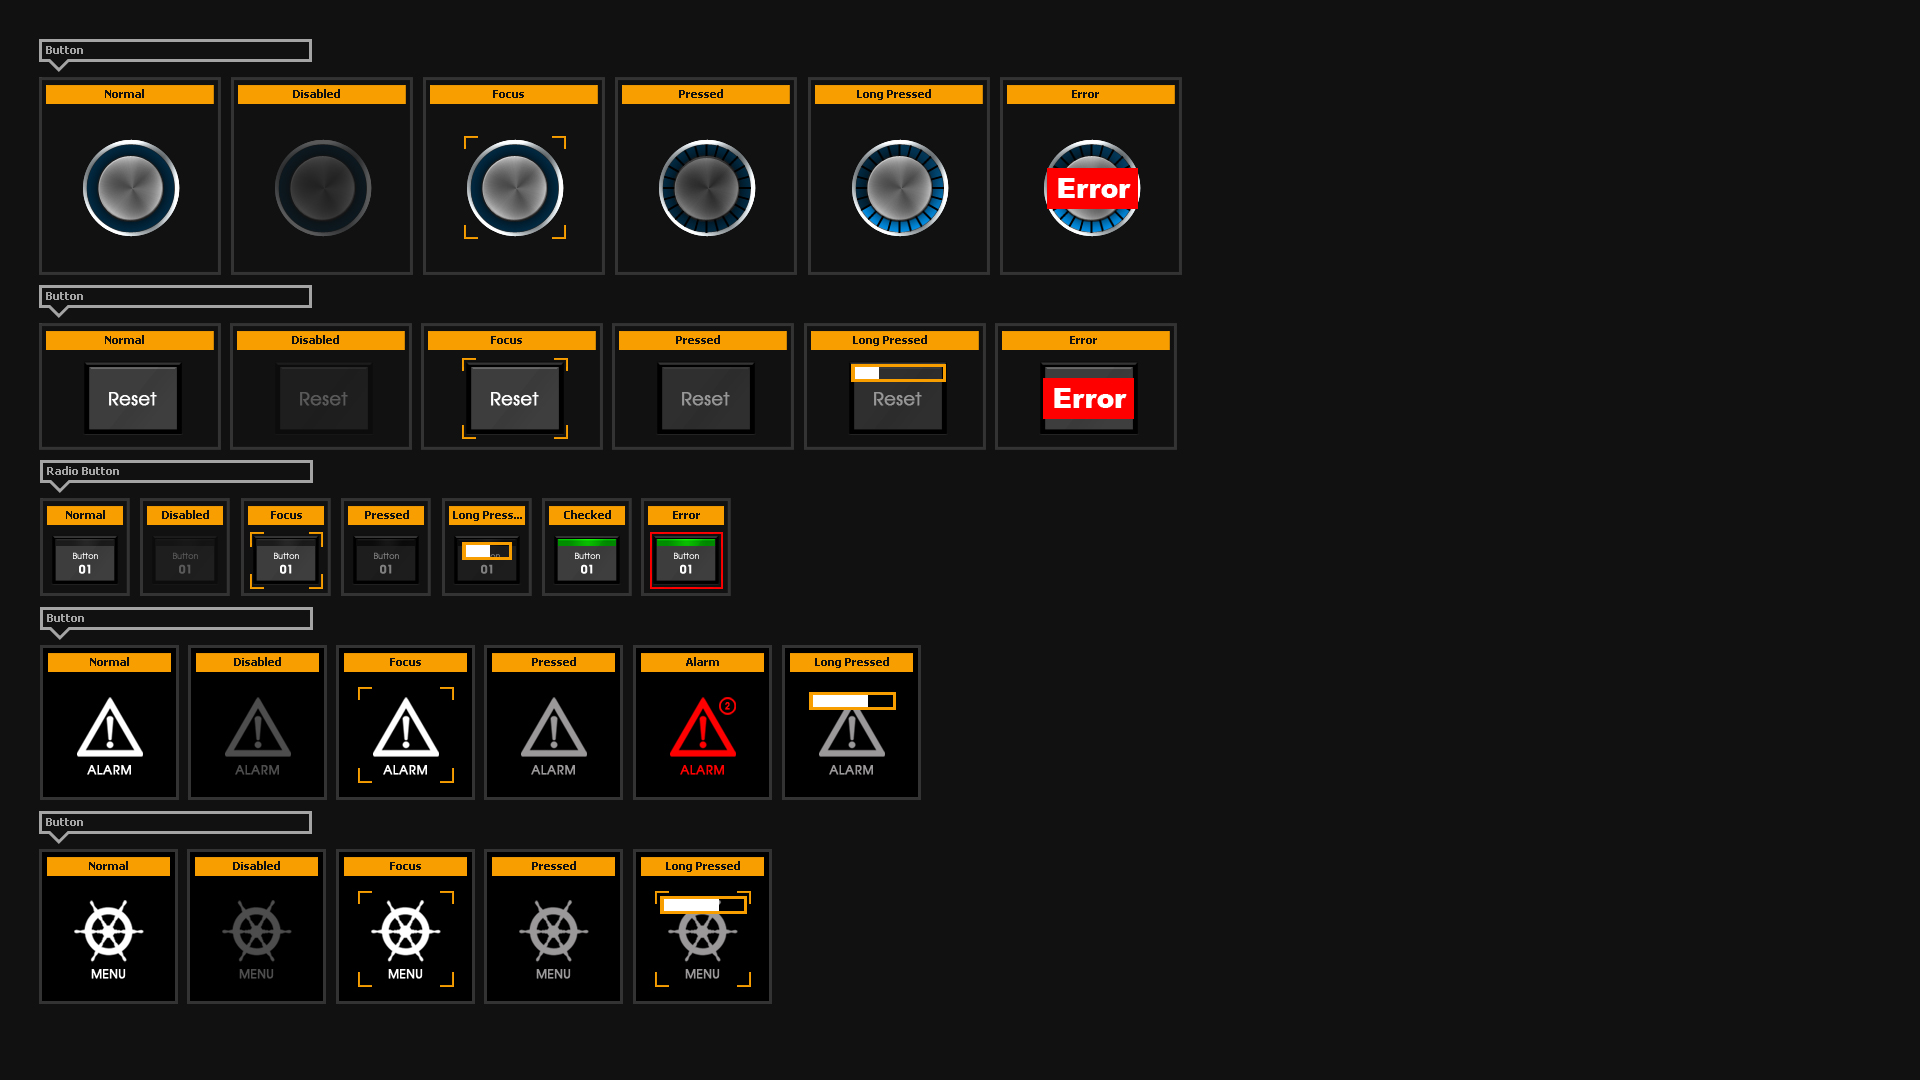 Button
Normal Disabled Focus Pressed Long Pressed Error
Error
Button
Normal Disabled Focus Pressed Long Pressed Error
Reset Reset Reset Reset Reset Error
Radio Button
Normal Disabled Focus Pressed Long Press... Checked Error
Button Button Button Button Button Button
01 01 01 01 01 01 01
Button
Normal Disabled Focus Pressed Alarm Long Pressed
2
ALARM ALARM ALARM ALARM ALARM ALARM
Button
Normal Disabled Focus Pressed Long Pressed
MENU MENU MENU MENU MENU